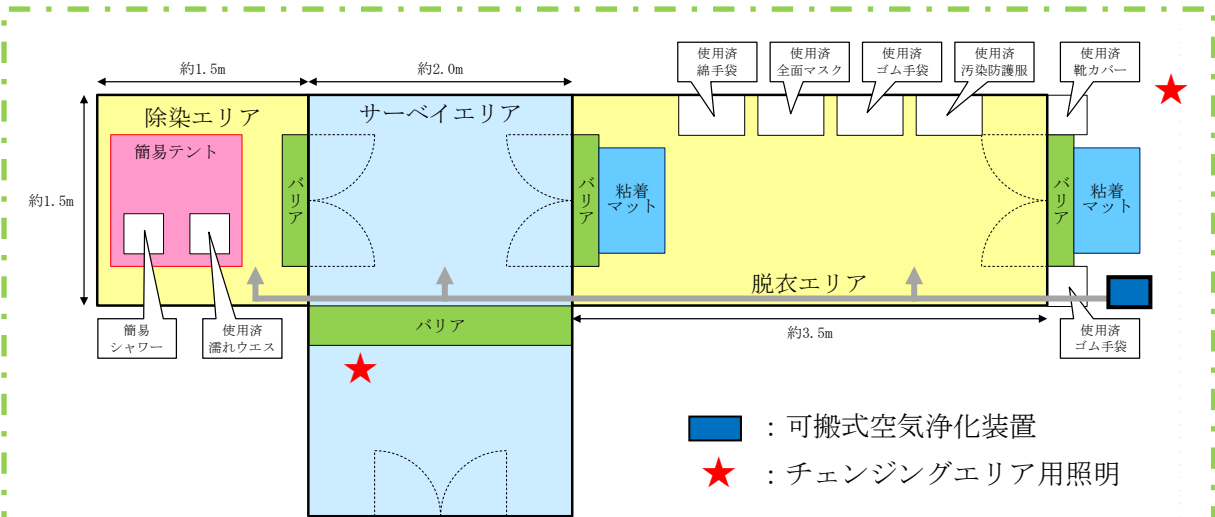 使用済
綿手袋
使用済
全面マスク
使用済
ゴム手袋
使用済
汚染防護服
使用済
靴カバー
約1.5m
約2.0m
除染エリア
サーベイエリア
簡易テント
バリア
バリア
粘着
マット
バリア
粘着
マット
約1.5m
脱衣エリア
簡易
シャワー
使用済
濡れウエス
バリア
約3.5m
使用済
ゴム手袋
:可搬式空気浄化装置
:チェンジングエリア用照明